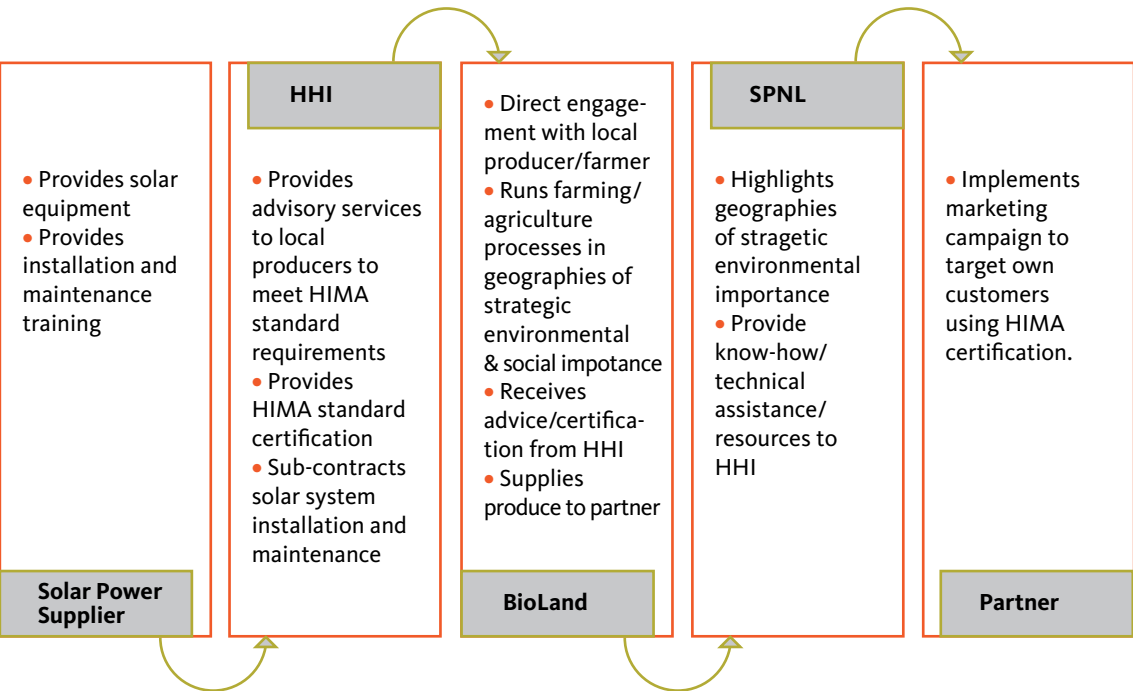 • Provides solar
equipment
• Provides
installation and
maintenance
training
Solar Power
Supplier
HHI
• Provides
advisory services
to local
producers to
meet HIMA
standard
requirements
• Provides
HIMA standard
certification
• Sub-contracts
solar system
installation and
maintenance
• Direct engage-
ment with local
producer/farmer
• Runs farming/
agriculture
processes in
geographies of
strategic
environmental
& social impotance
• Receives
advice/certifica-
tion from HHI
• Supplies
produce to partner
BioLand
SPNL
• Highlights
geographies
of stragetic
environmental
importance
• Provide
know-how/
technical
assistance/
resources to
HHI
• Implements
marketing
campaign to
target own
customers
using HIMA
certification.
Partner